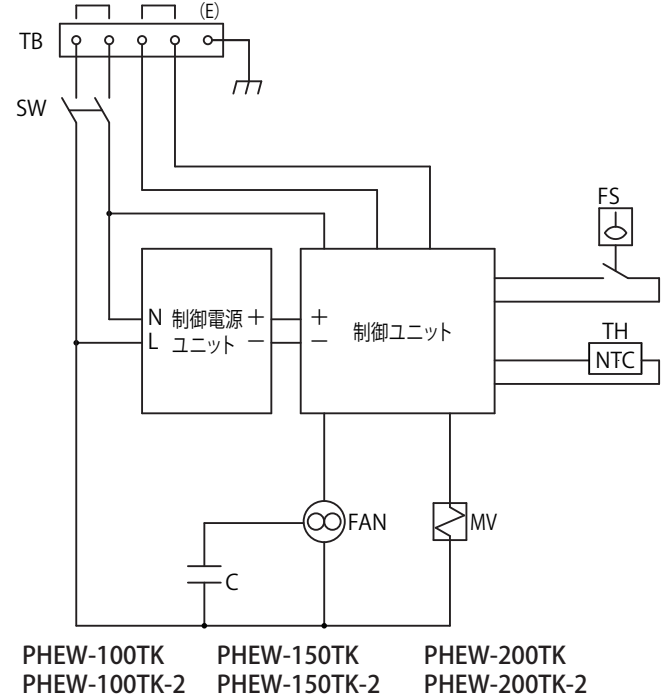 (E)
TB
SW
FS
N 制御電源 + +
L ユニット − −
制御ユニット
TH
NTC
FAN
MV
C
PHEW-100TK PHEW-150TK PHEW-200TK
PHEW-100TK-2 PHEW-150TK-2 PHEW-200TK-2